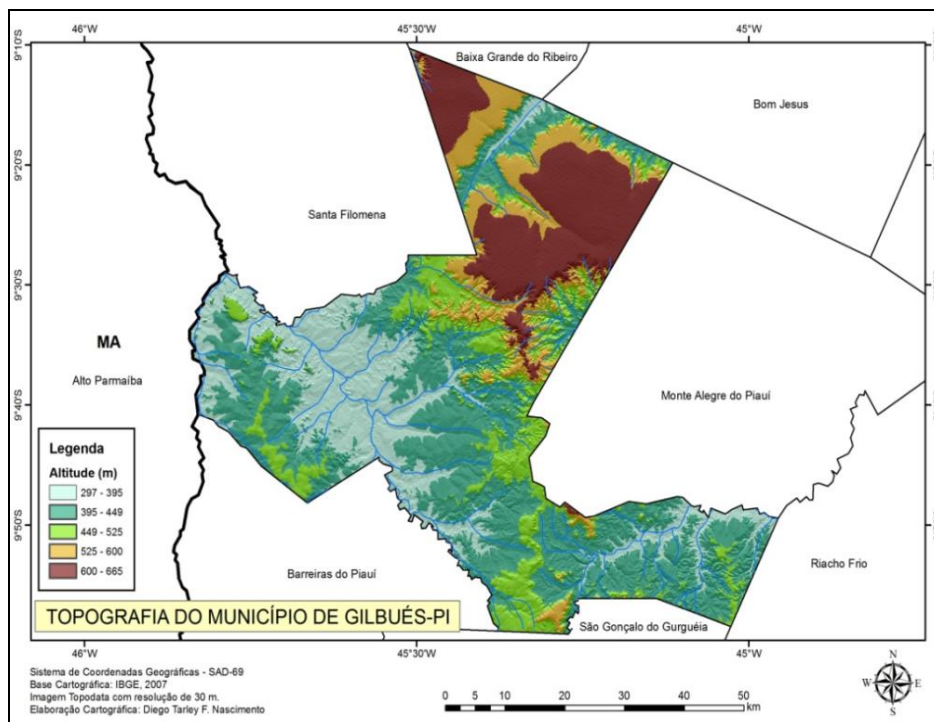 46°W 45°30'W 45°W
9°10'S
9°20'S
9°30'S
9°40'S
9°50'S
Baixa Grande do Ribeiro
Bom Jesus
Santa Filomena
MA
Alto Parmaíba
Monte Alegre do Piauí
Riacho Frio
Barreiras do Piauí
São Gonçalo do Gurguéia
Legenda
Altitude (m)
297 - 395
395 - 449
449 - 525
525 - 600
600 - 665
TOPOGRAFIA DO MUNICÍPIO DE GILBUÉS-PI
46°W 45°30'W 45°W
Sistema de Coordenadas Geográficas - SAD-69
Base Cartográfica: IBGE, 2007
Imagem Topodata com resolução de 30 m.
Elaboração Cartográfica: Diego Tarley F. Nascimento
0 5 10 20 30 40 50
km
N
W E
S